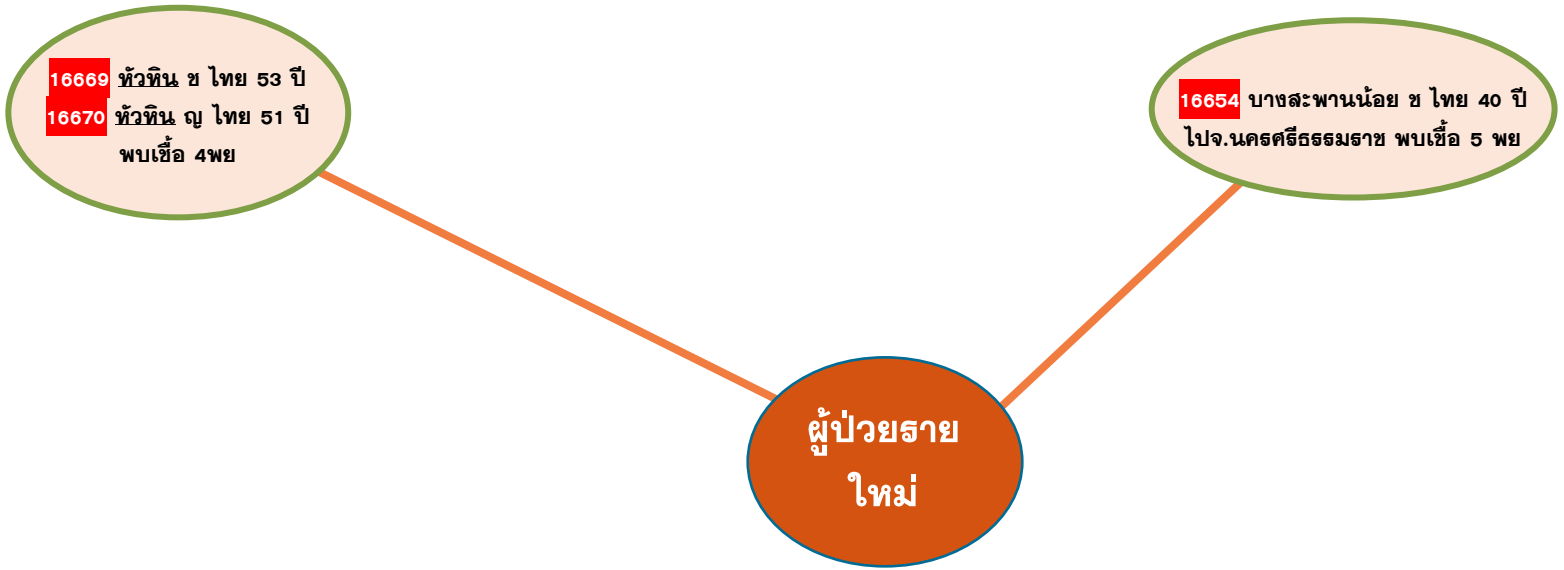 16669 หัวหิน ช ไทย 53 ปี
16670 หัวหิน ญ ไทย 51 ปี
พบเชื้อ 4พย
16654 บางสะพานน้อย ช ไทย 40 ปี
ไปจ.นครศรีธรรมราช พบเชื้อ 5 พย
ผู้ป่วยราย
ใหม่